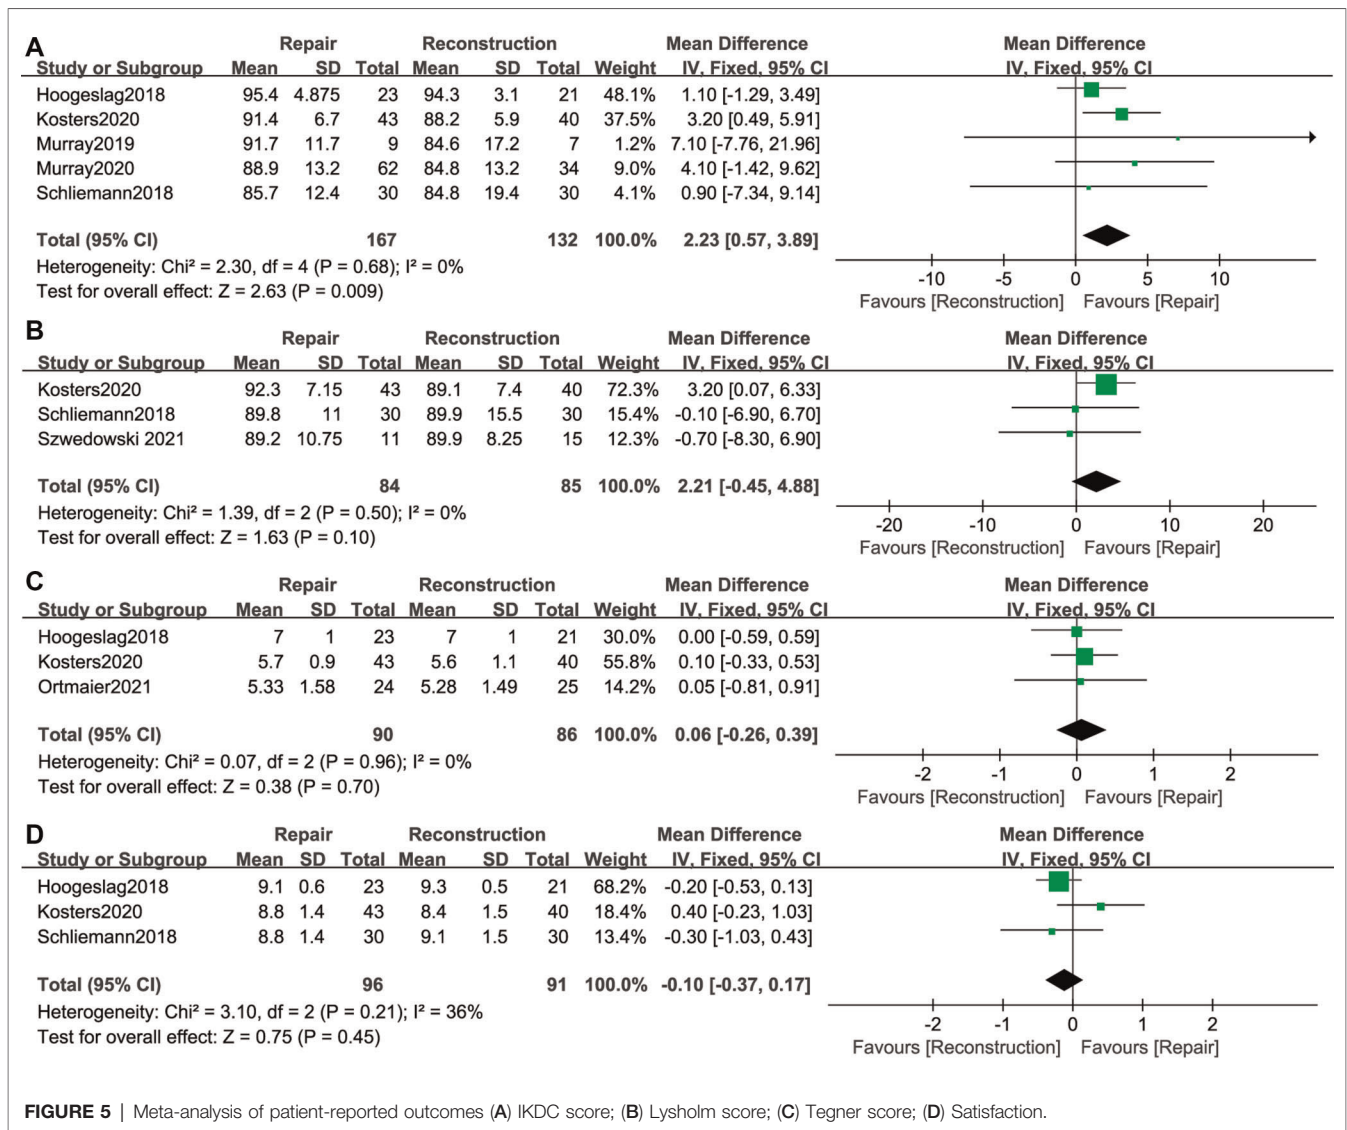 A
Repair Reconstruction Mean Difference Mean Difference
Study or Subgroup Mean SD Total Mean SD Total Weight IV, Fixed, 95% CI IV, Fixed, 95% CI
Hoogeslag2018 95.4 4.875 23 94.3 3.1 21 48.1% 1.10 [-1.29, 3.49]
Kosters2020 91.4 6.7 43 88.2 5.9 40 37.5% 3.20 [0.49, 5.91]
Murray2019 91.7 11.7 9 84.6 17.2 7 1.2% 7.10 [-7.76, 21.96]
Murray2020 88.9 13.2 62 84.8 13.2 34 9.0% 4.10 [-1.42, 9.62]
Schliemann2018 85.7 12.4 30 84.8 19.4 30 4.1% 0.90 [-7.34, 9.14]
Total (95% CI) 167 132 100.0% 2.23 [0.57, 3.89]
Heterogeneity: Chi² = 2.30, df = 4 (P = 0.68); I² = 0%
Test for overall effect: Z = 2.63 (P = 0.009)
-10 -5 0 5 10
Favours [Reconstruction] Favours [Repair]
B
Repair Reconstruction Mean Difference Mean Difference
Study or Subgroup Mean SD Total Mean SD Total Weight IV, Fixed, 95% CI IV, Fixed, 95% CI
Kosters2020 92.3 7.15 43 89.1 7.4 40 72.3% 3.20 [0.07, 6.33]
Schliemann2018 89.8 11 30 89.9 15.5 30 15.4% -0.10 [-6.90, 6.70]
Szwedowski 2021 89.2 10.75 11 89.9 8.25 15 12.3% -0.70 [-8.30, 6.90]
Total (95% CI) 84 85 100.0% 2.21 [-0.45, 4.88]
Heterogeneity: Chi² = 1.39, df = 2 (P = 0.50); I² = 0%
Test for overall effect: Z = 1.63 (P = 0.10)
-20 -10 0 10 20
Favours [Reconstruction] Favours [Repair]
C
Repair Reconstruction Mean Difference Mean Difference
Study or Subgroup Mean SD Total Mean SD Total Weight IV, Fixed, 95% CI IV, Fixed, 95% CI
Hoogeslag2018 7 1 23 7 1 21 30.0% 0.00 [-0.59, 0.59]
Kosters2020 5.7 0.9 43 5.6 1.1 40 55.8% 0.10 [-0.33, 0.53]
Ortmaier2021 5.33 1.58 24 5.28 1.49 25 14.2% 0.05 [-0.81, 0.91]
Total (95% CI) 90 86 100.0% 0.06 [-0.26, 0.39]
Heterogeneity: Chi² = 0.07, df = 2 (P = 0.96); I² = 0%
Test for overall effect: Z = 0.38 (P = 0.70)
-2 -1 0 1 2
Favours [Reconstruction] Favours [Repair]
D
Repair Reconstruction Mean Difference Mean Difference
Study or Subgroup Mean SD Total Mean SD Total Weight IV, Fixed, 95% CI IV, Fixed, 95% CI
Hoogeslag2018 9.1 0.6 23 9.3 0.5 21 68.2% -0.20 [-0.53, 0.13]
Kosters2020 8.8 1.4 43 8.4 1.5 40 18.4% 0.40 [-0.23, 1.03]
Schliemann2018 8.8 1.4 30 9.1 1.5 30 13.4% -0.30 [-1.03, 0.43]
Total (95% CI) 96 91 100.0% -0.10 [-0.37, 0.17]
Heterogeneity: Chi² = 3.10, df = 2 (P = 0.21); I² = 36%
Test for overall effect: Z = 0.75 (P = 0.45)
-2 -1 0 1 2
Favours [Reconstruction] Favours [Repair]
FIGURE 5 | Meta-analysis of patient-reported outcomes (A) IKDC score; (B) Lysholm score; (C) Tegner score; (D) Satisfaction.